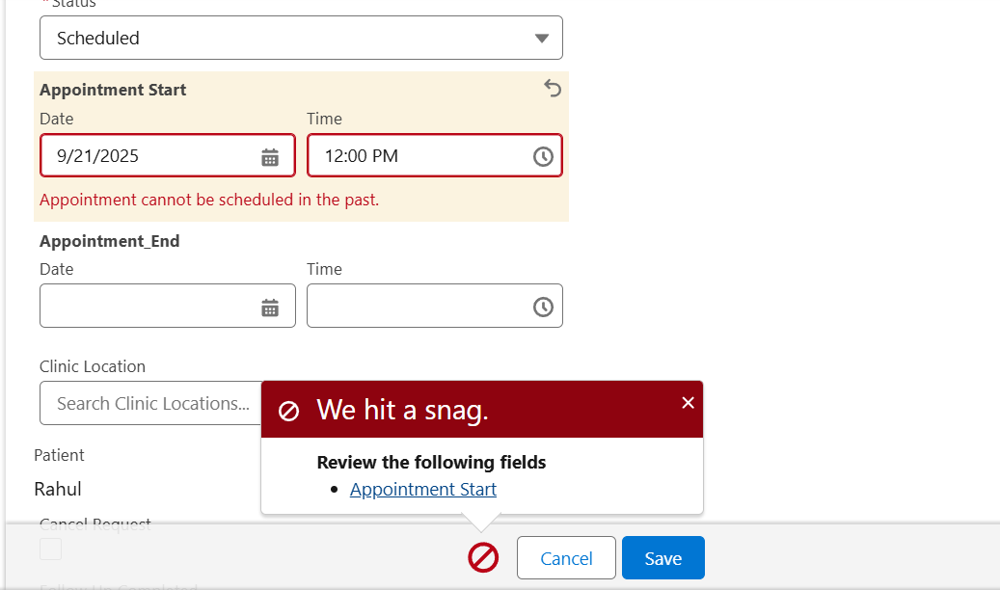 * Status
Scheduled
Appointment Start
Date Time
9/21/2025 12:00 PM
Appointment cannot be scheduled in the past.
Appointment_End
Date Time
Clinic Location
Search Clinic Locations...
We hit a snag.
Review the following fields
• Appointment Start
Patient
Rahul
Cancel Request
Cancel Save
Follow Up Completed